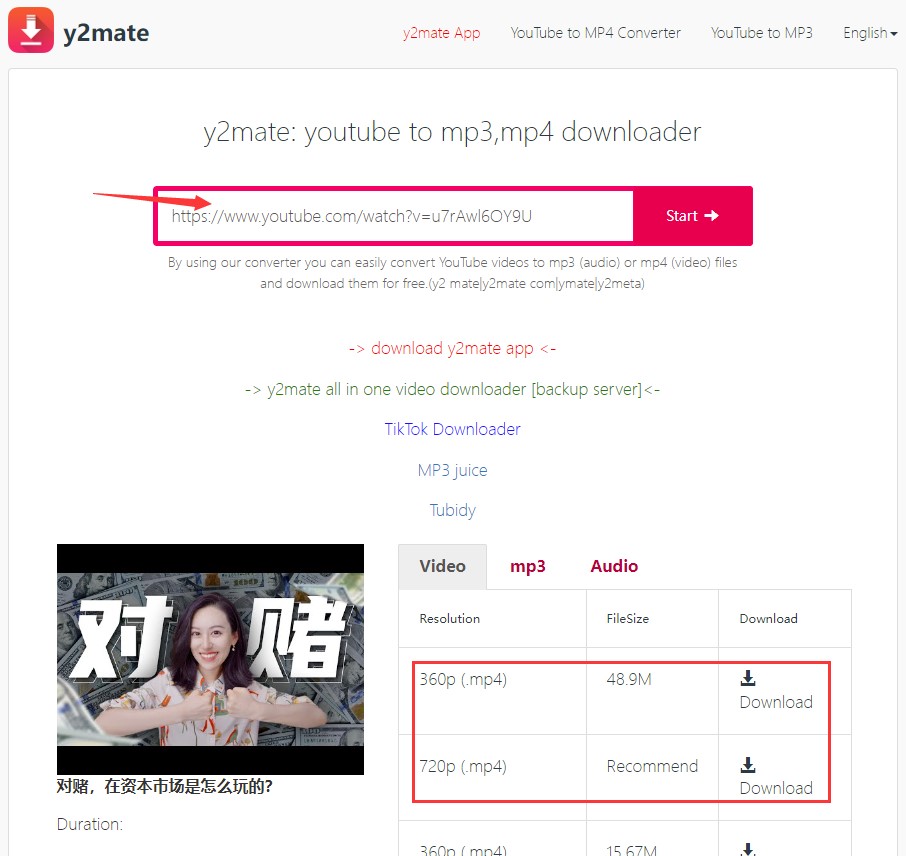 y2mate
y2mate App
YouTube to MP4 Converter
YouTube to MP3
English
y2mate: youtube to mp3,mp4 downloader
https://www.youtube.com/watch?v=u7rAwl6OY9U
Start
By using our converter you can easily convert YouTube videos to mp3 (audio) or mp4 (video) files
and download them for free.(y2 mate|y2mate com|ymate|y2meta)
-> download y2mate app <-
-> y2mate all in one video downloader [backup server]<-
TikTok Downloader
MP3 juice
Tubidy
对赌
对赌，在资本市场是怎么玩的?
Duration:
Video mp3 Audio
Resolution FileSize Download
360p (.mp4) 48.9M Download
720p (.mp4) Recommend Download
360p (.mp4) 15.67M